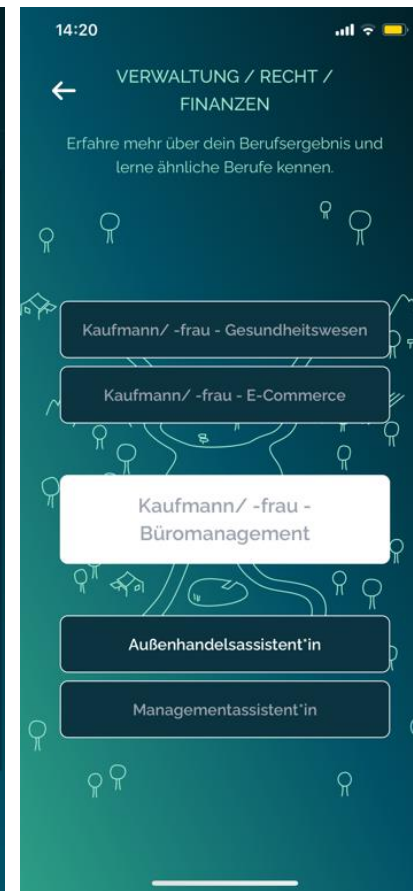 14:20
VERWALTUNG / RECHT /
FINANZEN
Erfahre mehr über dein Berufsergebnis und
lerne ähnliche Berufe kennen.
Kaufmann/ -frau - Gesundheitswesen
Kaufmann/ -frau - E-Commerce
Kaufmann/ -frau -
Büromanagement
Außenhandelsassistent*in
Managementassistent*in